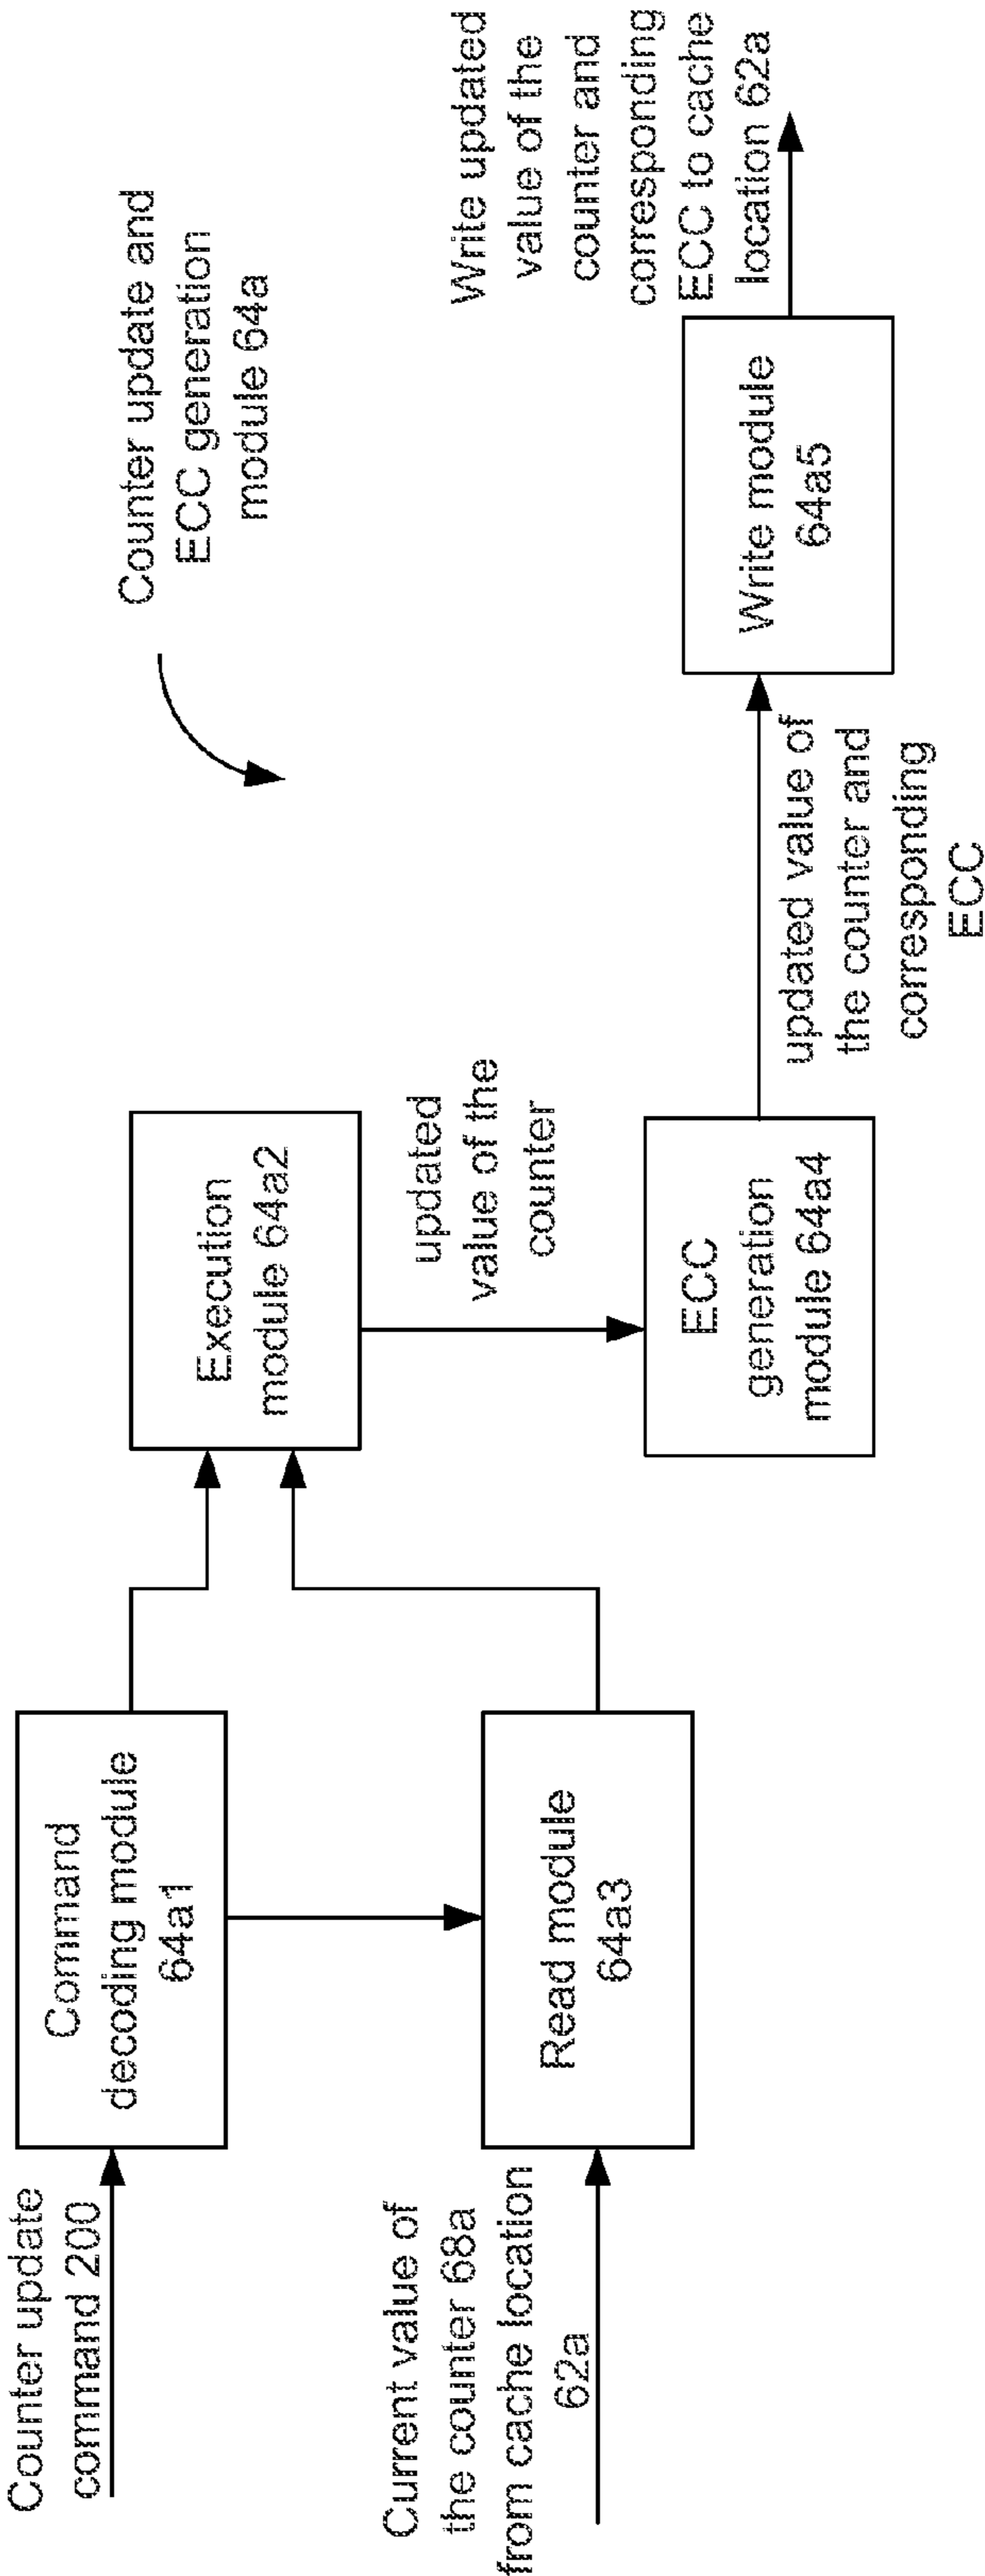 Counter update and
ECC generation
module 64a
Counter update
command 200
Command
decoding module
64a1
Execution
module 64a2
updated
value of the
counter
Current value of
the counter 68a
from cache location
62a
Read module
64a3
ECC
generation
module 64a4
updated value of
the counter and
corresponding
ECC
Write module
64a5
Write updated
value of the
counter and
corresponding
ECC to cache
location 62a